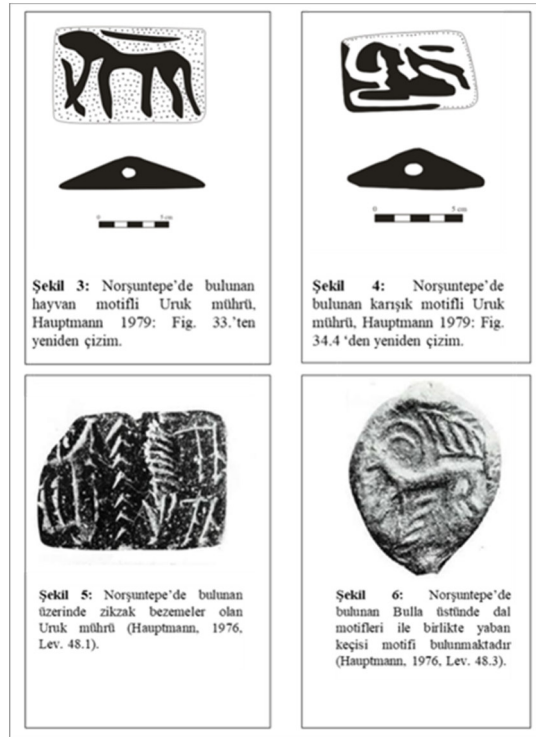 0 5 cm
Şekil 3: Norşuntepe'de bulunan
hayvan motifli Uruk mührü,
Hauptmann 1979: Fig. 33.'ten
yeniden çizim.
0 5 cm
Şekil 4: Norşuntepe'de
bulunan karışık motifli Uruk
mührü, Hauptmann 1979: Fig.
34.4 'den yeniden çizim.
Şekil 5: Norşuntepe'de bulunan
üzerinde zikzak bezemeler olan
Uruk mührü (Hauptmann, 1976,
Lev. 48.1).
Şekil 6: Norşuntepe'de
bulunan Bulla üstünde dal
motifleri ile birlikte yaban
keçisi motifi bulunmaktadır
(Hauptmann, 1976, Lev. 48.3).